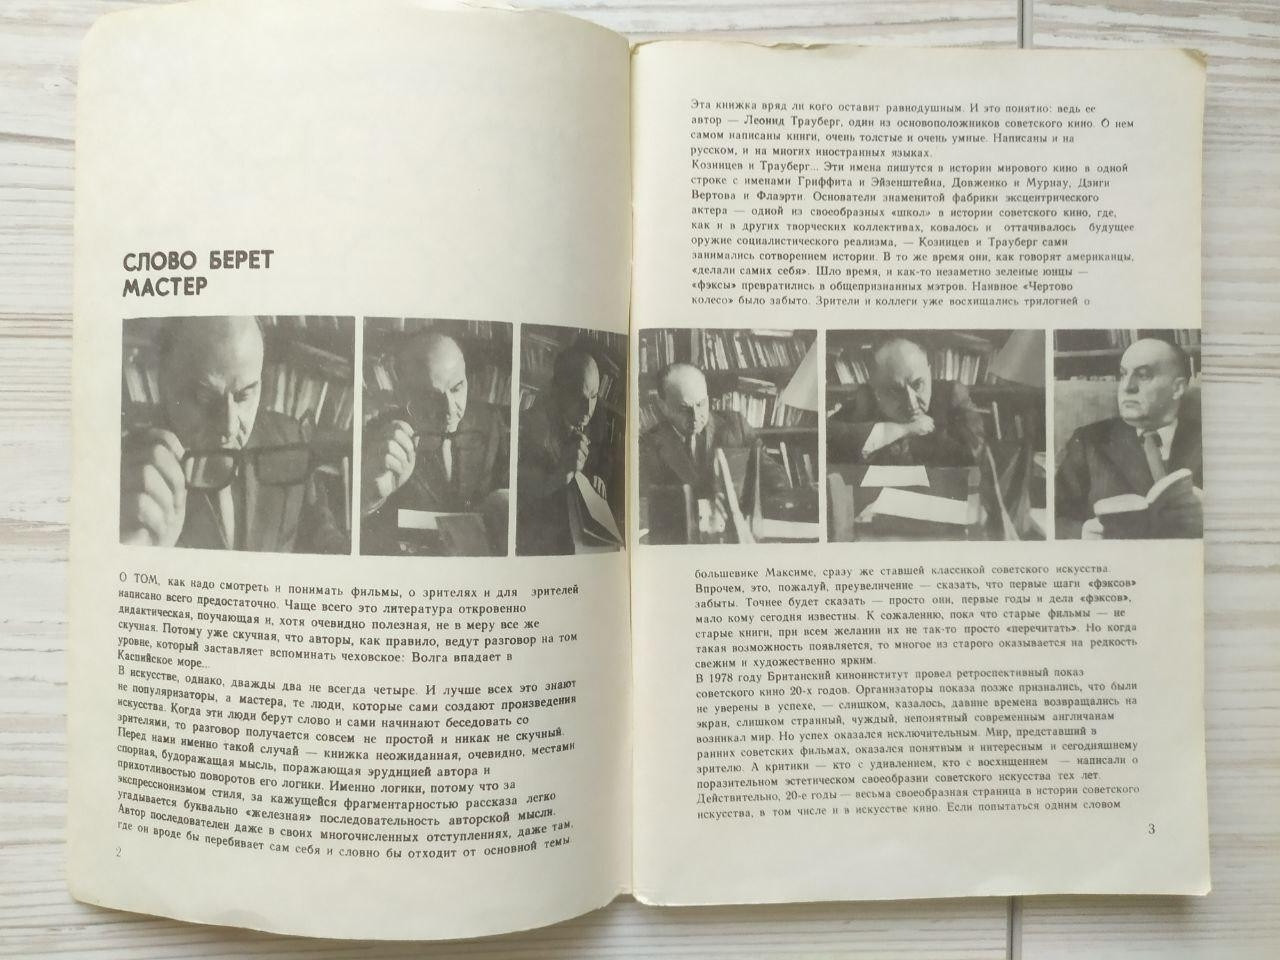 СЛОВО БЕРЕТ
МАСТЕР
О ТОМ, как надо смотреть и понимать фильмы, о зрителях и для зрителей
написано всего предостаточно. Чаще всего это литература откровенно
дидактическая, поучающая и, хотя очевидно полезная, не в меру все же
скучная. Потому уже скучная, что авторы, как правило, ведут разговор на том
уровне, который заставляет вспоминать чеховское: Волга впадает в
Каспийское море...
В искусстве, однако, дважды два не всегда четыре. И лучше всех это знают
не популяризаторы, а мастера, те люди, которые сами создают произведения
искусства. Когда эти люди берут слово и сами начинают беседовать со
зрителями, то разговор получается совсем не простой и никак не скучный.
Перед нами именно такой случай — книжка неожиданная, очевидно, местами
спорная, будоражащая мысль, поражающая эрудицией автора и
прихотливостью поворотов его логики. Именно логики, потому что за
экспрессионизмом стиля, за кажущейся фрагментарностью рассказа легко
угадывается буквально «железная» последовательность авторской мысли.
Автор последователен даже в своих многочисленных отступлениях, даже там,
где он вроде бы перебивает сам себя и словно бы отходит от основной темы.
2
Эта книжка вряд ли кого оставит равнодушным. И это понятно: ведь ее
автор — Леонид Трауберг, один из основоположников советского кино. О нем
самом написаны книги, очень толстые и очень умные. Написаны и на
русском, и на многих иностранных языках.
Козинцев и Трауберг... Эти имена пишутся в истории мирового кино в одной
строке с именами Гриффита и Эйзенштейна, Довженко и Мурнау, Дзиги
Вертова и Флаэрти. Основатели знаменитой фабрики эксцентрического
актера — одной из своеобразных «школ» в истории советского кино, где,
как и в других творческих коллективах, ковалось и оттачивалось будущее
оружие социалистического реализма, — Козинцев и Трауберг сами
занимались сотворением истории. В то же время они, как говорят американцы,
«делали самих себя». Шло время, и как-то незаметно зеленые юнцы —
«фэксы» превратились в общепризнанных мэтров. Наивное «Чертово
колесо» было забыто. Зрители и коллеги уже восхищались трилогией о
большевике Максиме, сразу же ставшей классикой советского искусства.
Впрочем, это, пожалуй, преувеличение — сказать, что первые шаги «фэксов»
забыты. Точнее будет сказать — просто они, первые годы и дела «фэксов»,
мало кому сегодня известны. К сожалению, пока что старые фильмы — не
старые книги, при всем желании их не так-то просто «перечитать». Но когда
такая возможность появляется, то многое из старого оказывается на редкость
свежим и художественно ярким.
В 1978 году Британский киноинститут провел ретроспективный показ
советского кино 20-х годов. Организаторы показа позже признались, что были
не уверены в успехе, — слишком, казалось, давние времена возвращались на
экран, слишком странный, чуждый, непонятный современным англичанам
возникал мир. Но успех оказался исключительным. Мир, представший в
ранних советских фильмах, оказался понятным и интересным и сегодняшнему
зрителю. А критики — кто с удивлением, кто с восхищением — написали о
поразительном эстетическом своеобразии советского искусства тех лет.
Действительно, 20-е годы — весьма своеобразная страница в истории советского
искусства, в том числе и в искусстве кино. Если попытаться одним словом
3